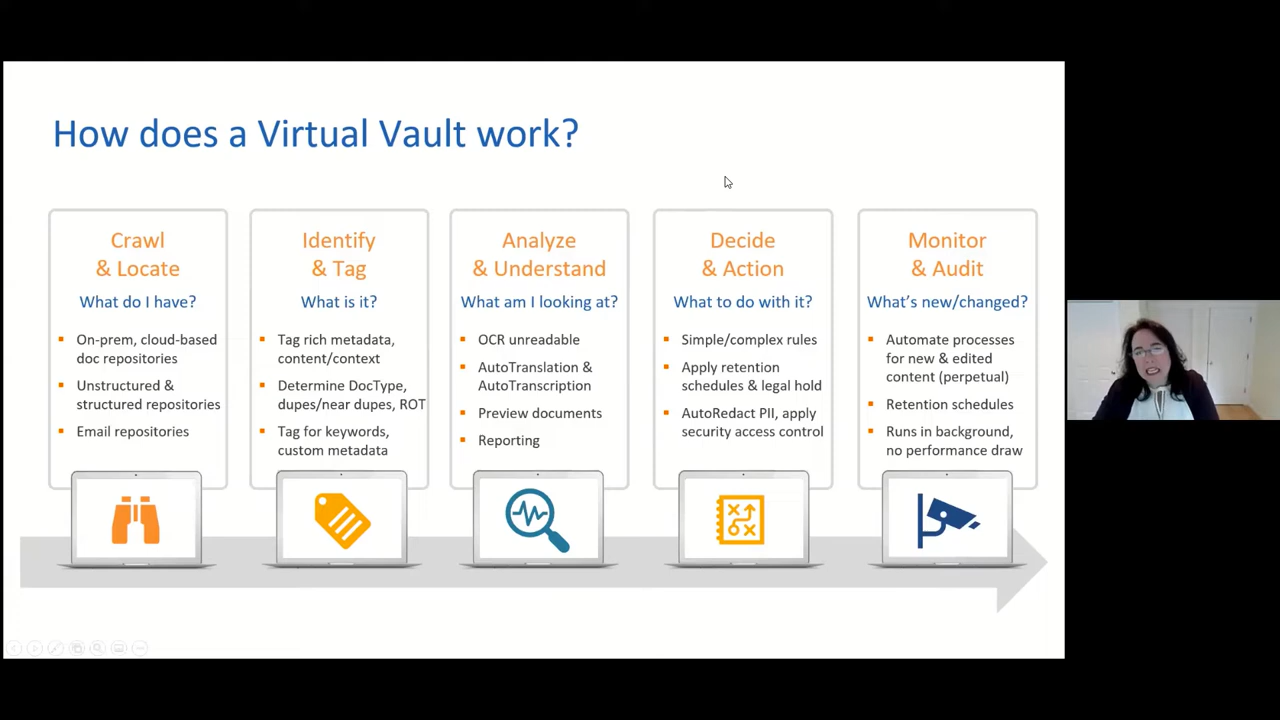 How does a Virtual Vault work?
Crawl
& Locate
What do I have?
On-prem, cloud-based
doc repositories
Unstructured &
structured repositories
Email repositories
Identify
& Tag
What is it?
Tag rich metadata,
content/context
Determine DocType,
dupes/near dupes, ROT
Tag for keywords,
custom metadata
Analyze
& Understand
What am I looking at?
OCR unreadable
AutoTranslation &
AutoTranscription
Preview documents
Reporting
Decide
& Action
What to do with it?
Simple/complex rules
Apply retention
schedules & legal hold
AutoRedact PII, apply
security access control
Monitor
& Audit
What's new/changed?
Automate processes
for new & edited
content (perpetual)
Retention schedules
Runs in background,
no performance draw